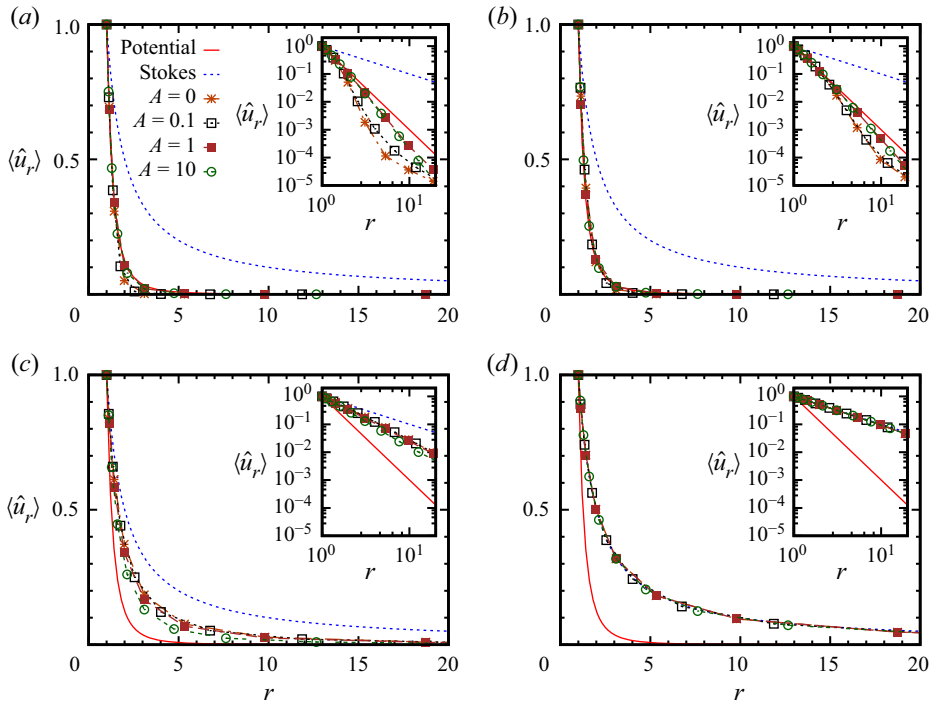 (a)
1.0
0.5
⟨û_r⟩
Potential
Stokes
A = 0
A = 0.1
A = 1
A = 10
0 5 10 15 20
⟨û_r⟩
10^0
10^−1
10^−2
10^−3
10^−4
10^−5
10^0 10^1
r
(b)
1.0
0.5
0 5 10 15 20
⟨û_r⟩
10^0
10^−1
10^−2
10^−3
10^−4
10^−5
10^0 10^1
r
(c)
1.0
0.5
⟨û_r⟩
0 5 10 15 20
r
⟨û_r⟩
10^0
10^−1
10^−2
10^−3
10^−4
10^−5
10^0 10^1
r
(d)
1.0
0.5
0 5 10 15 20
r
⟨û_r⟩
10^0
10^−1
10^−2
10^−3
10^−4
10^−5
10^0 10^1
r